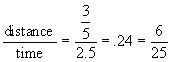 distance/time = (3/5)/2.5 = .24 = 6/25